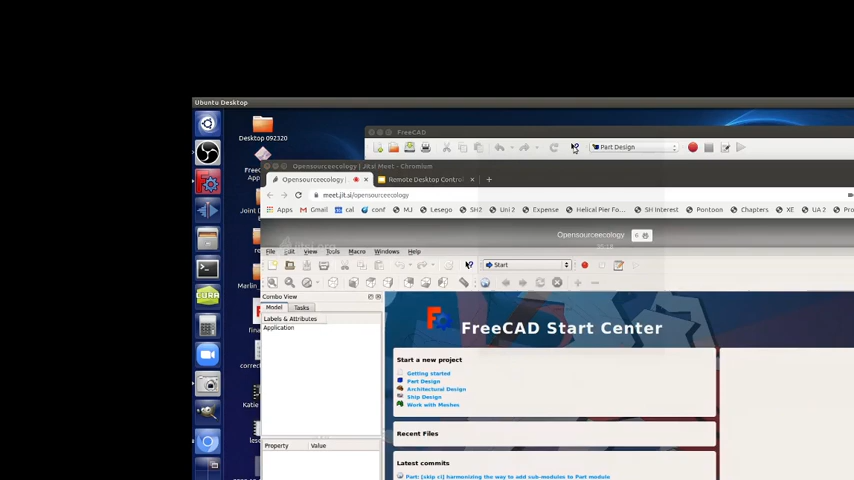 Ubuntu Desktop
Desktop 092320
FreeCAD
Part Design
Opensourceecology | Jitsi Meet - Chromium
Opensourceecology |
Remote Desktop Control
meet.jit.si/opensourceecology
Apps Gmail cal conf MJ Lesego SH2 Uni 2 Expense Helical Pier Fo... SH Interest Pontoon Chapters XE UA 2
Opensourceecology 6
File Edit View Tools Macro Windows Help
Start
Combo View
Model Tasks
Labels & Attributes
Application
FreeCAD Start Center
Start a new project
Getting started
Part Design
Architectural Design
Ship Design
Work with Meshes
Recent Files
Property Value
Latest commits
Part: [skip ci] harmonizing the way to add sub-modules to Part module